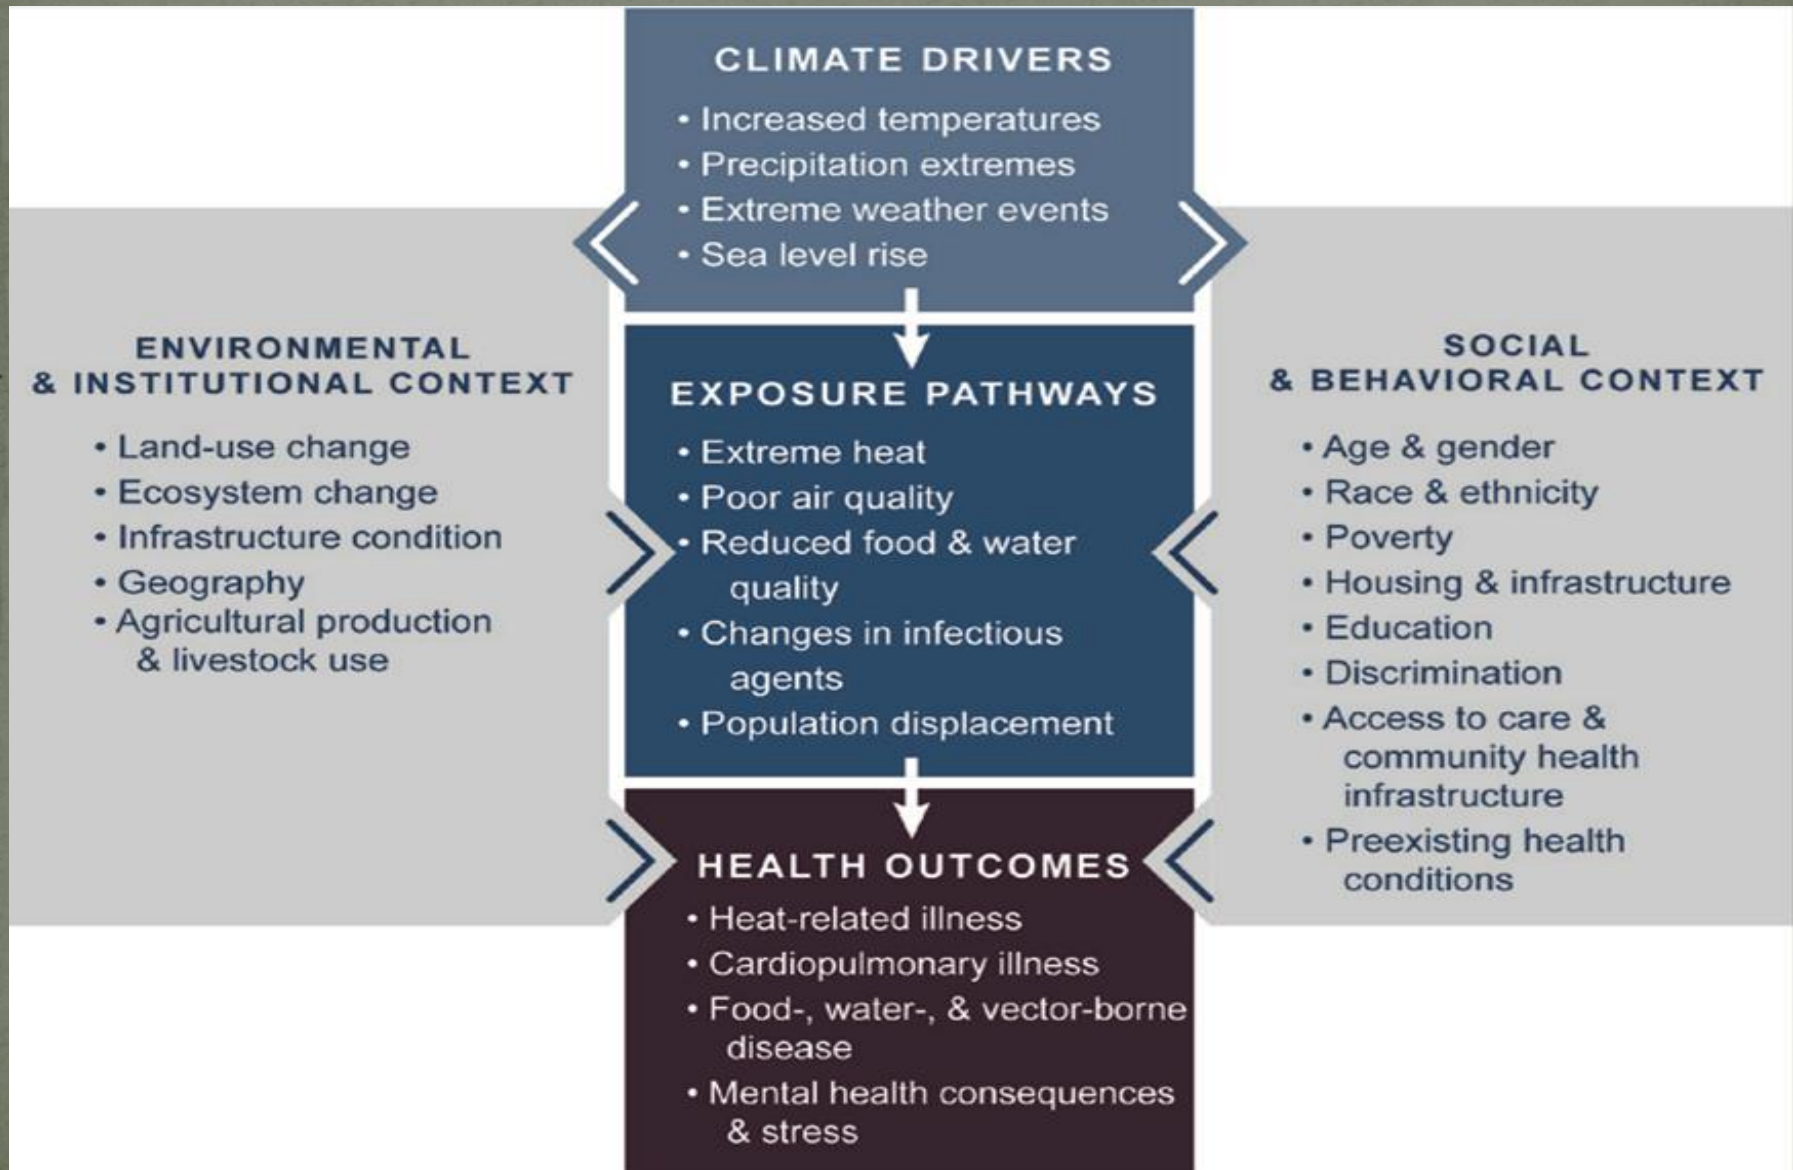 CLIMATE DRIVERS
• Increased temperatures
• Precipitation extremes
• Extreme weather events
• Sea level rise
ENVIRONMENTAL
& INSTITUTIONAL CONTEXT
• Land-use change
• Ecosystem change
• Infrastructure condition
• Geography
• Agricultural production
& livestock use
EXPOSURE PATHWAYS
• Extreme heat
• Poor air quality
• Reduced food & water
quality
• Changes in infectious
agents
• Population displacement
SOCIAL
& BEHAVIORAL CONTEXT
• Age & gender
• Race & ethnicity
• Poverty
• Housing & infrastructure
• Education
• Discrimination
• Access to care &
community health
infrastructure
• Preexisting health
conditions
HEALTH OUTCOMES
• Heat-related illness
• Cardiopulmonary illness
• Food-, water-, & vector-borne
disease
• Mental health consequences
& stress